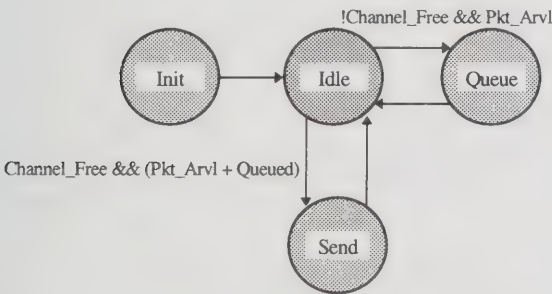 !Channel_Free && Pkt_Arvl
Init
Idle
Queue
Channel_Free && (Pkt_Arvl + Queued)
Send